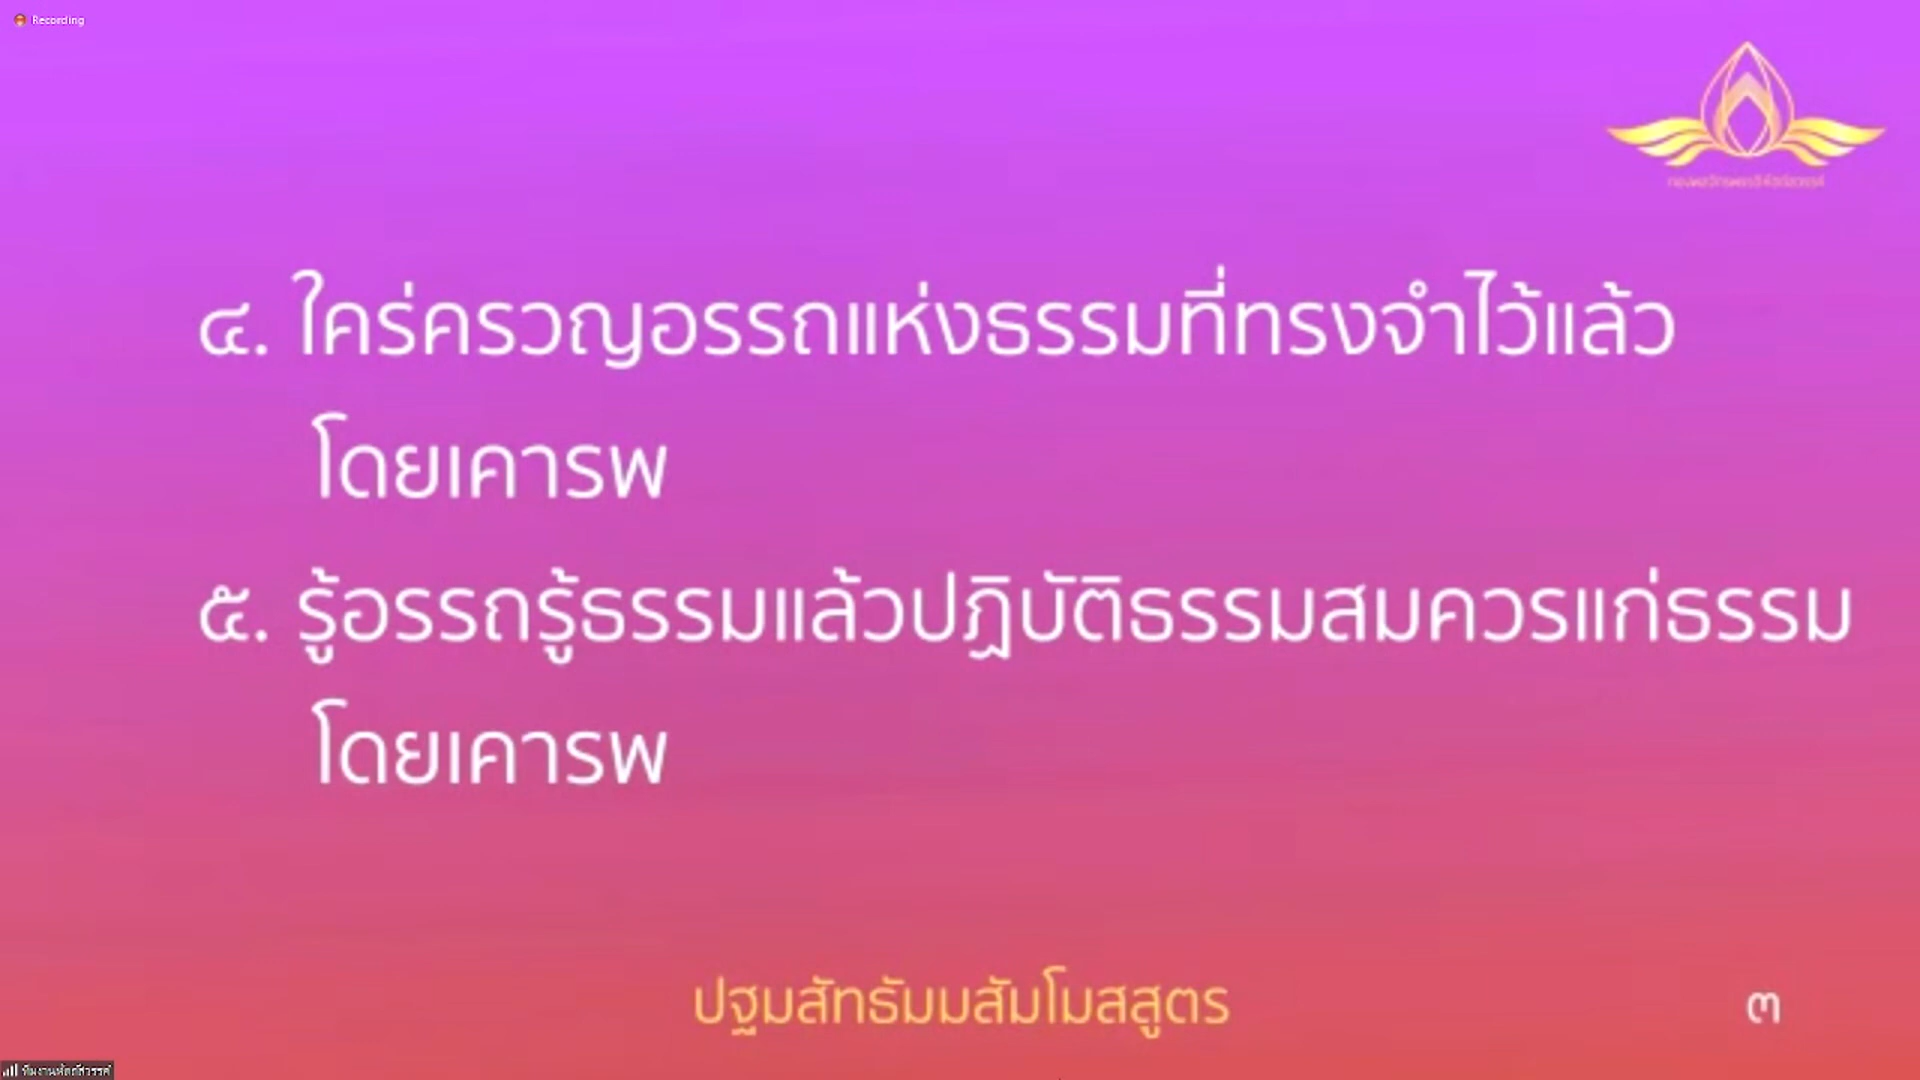 Recording
๔. ใคร่ครวญอรรถแห่งธรรมที่ทรงจำไว้แล้ว
โดยเคารพ
๕. รู้อรรถรู้ธรรมแล้วปฏิบัติธรรมสมควรแก่ธรรม
โดยเคารพ
ปฐมสัทธัมมสัมโมสสูตร
๓